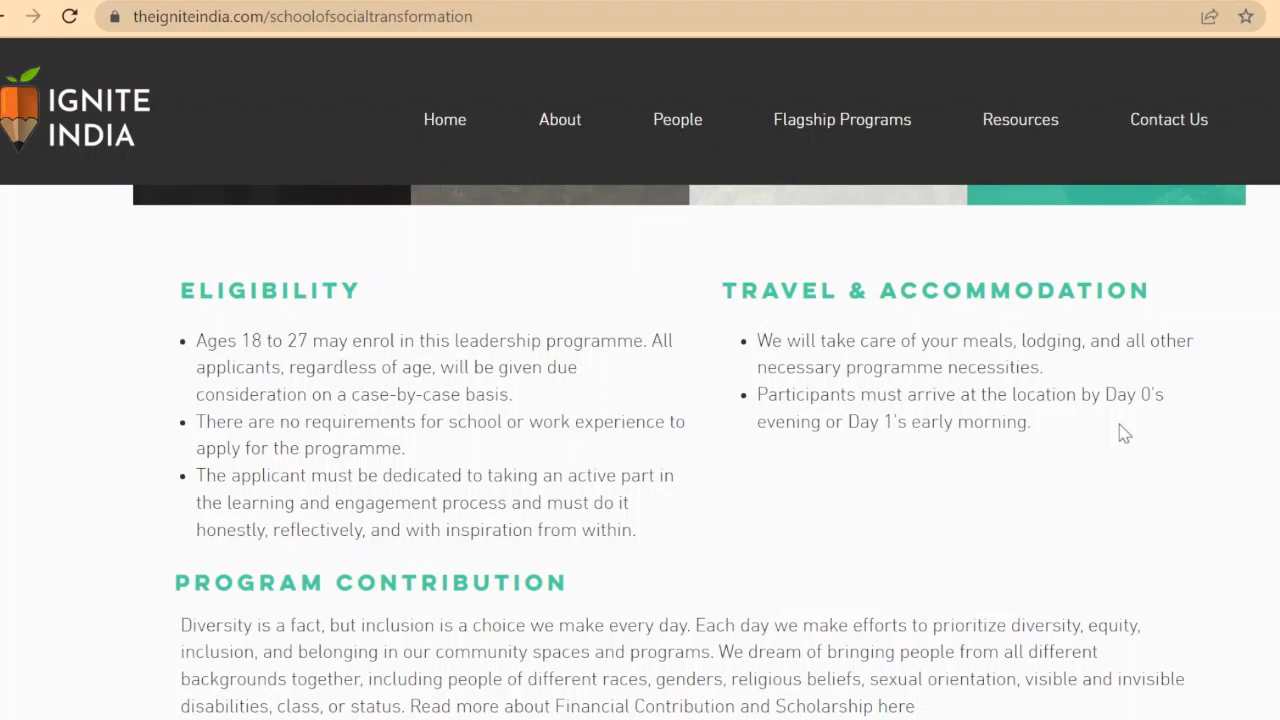 theigniteindia.com/schoolofsocialtransformation
IGNITE
INDIA
Home
About
People
Flagship Programs
Resources
Contact Us
ELIGIBILITY
Ages 18 to 27 may enrol in this leadership programme. All
applicants, regardless of age, will be given due
consideration on a case-by-case basis.
There are no requirements for school or work experience to
apply for the programme.
The applicant must be dedicated to taking an active part in
the learning and engagement process and must do it
honestly, reflectively, and with inspiration from within.
TRAVEL & ACCOMMODATION
We will take care of your meals, lodging, and all other
necessary programme necessities.
Participants must arrive at the location by Day 0's
evening or Day 1's early morning.
PROGRAM CONTRIBUTION
Diversity is a fact, but inclusion is a choice we make every day. Each day we make efforts to prioritize diversity, equity,
inclusion, and belonging in our community spaces and programs. We dream of bringing people from all different
backgrounds together, including people of different races, genders, religious beliefs, sexual orientation, visible and invisible
disabilities, class, or status. Read more about Financial Contribution and Scholarship here